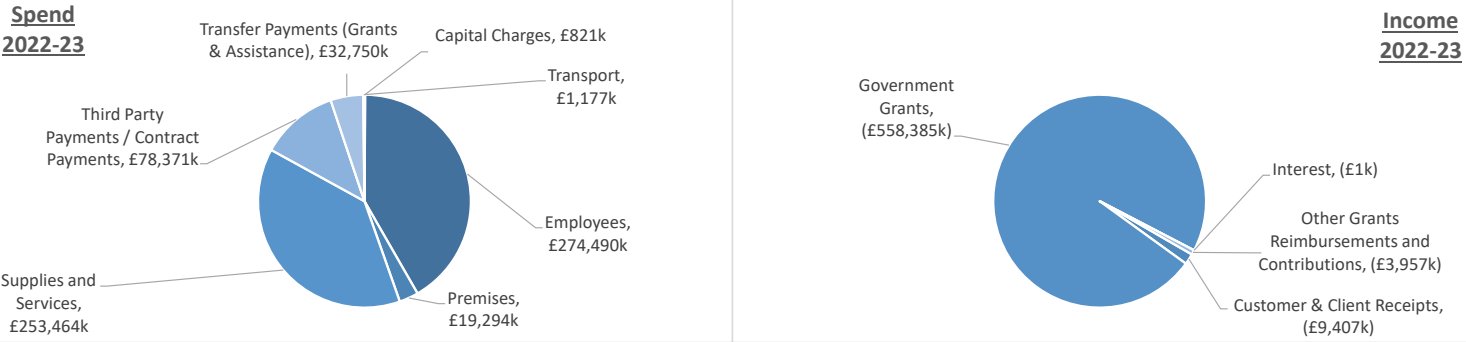 Spend
2022-23
Transfer Payments (Grants
& Assistance), £32,750k
Capital Charges, £821k
Transport,
£1,177k
Third Party
Payments / Contract
Payments, £78,371k
Employees,
£274,490k
Supplies and
Services,
£253,464k
Premises,
£19,294k
Income
2022-23
Government
Grants,
(£558,385k)
Interest, (£1k)
Other Grants
Reimbursements and
Contributions, (£3,957k)
Customer & Client Receipts,
(£9,407k)